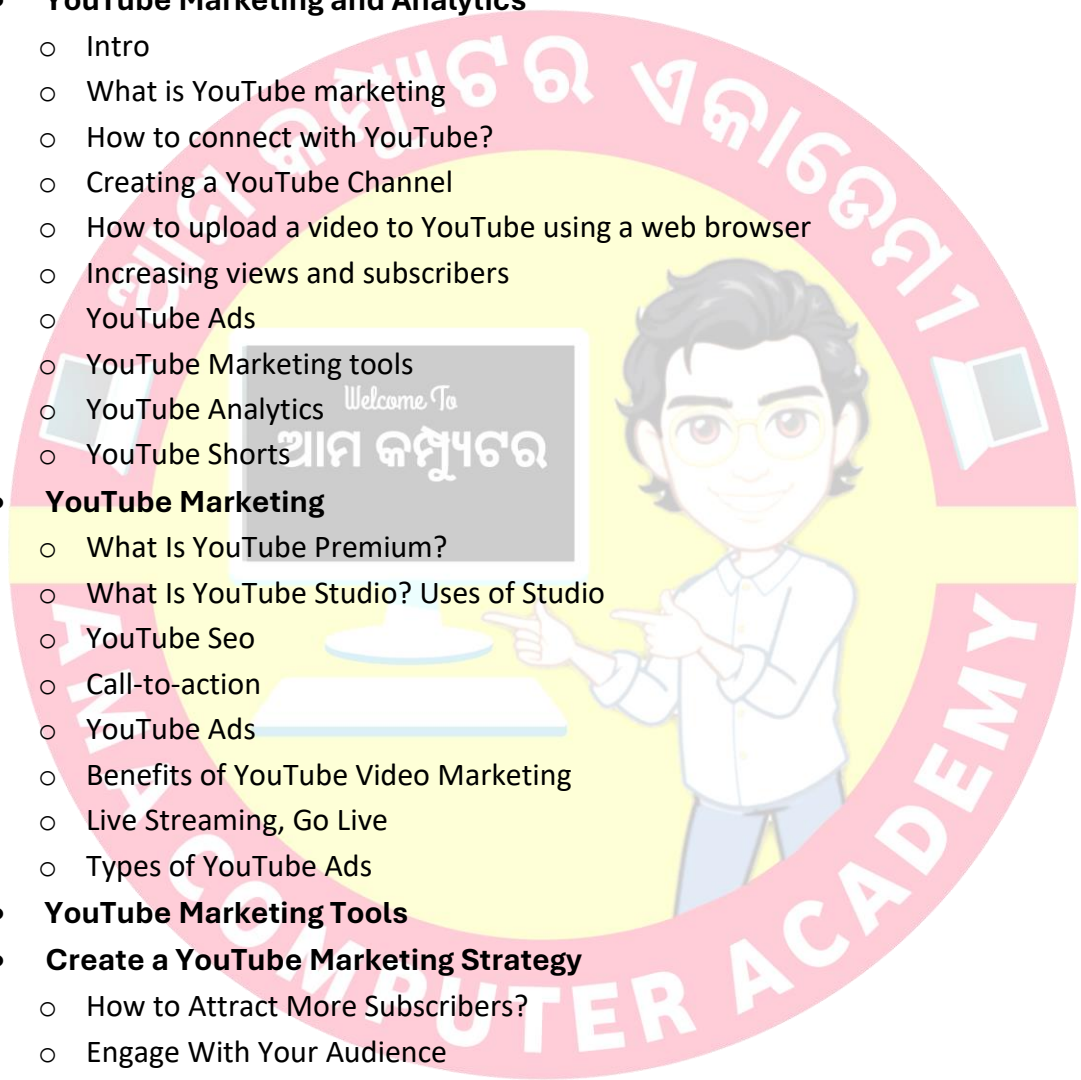 YouTube Marketing and Analytics
o Intro
o What is YouTube marketing
o How to connect with YouTube?
o Creating a YouTube Channel
o How to upload a video to YouTube using a web browser
o Increasing views and subscribers
o YouTube Ads
o YouTube Marketing tools
o YouTube Analytics
o YouTube Shorts
• YouTube Marketing
o What Is YouTube Premium?
o What Is YouTube Studio? Uses of Studio
o YouTube Seo
o Call-to-action
o YouTube Ads
o Benefits of YouTube Video Marketing
o Live Streaming, Go Live
o Types of YouTube Ads
• YouTube Marketing Tools
• Create a YouTube Marketing Strategy
o How to Attract More Subscribers?
o Engage With Your Audience
ଆମ କମ୍ପ୍ୟୁଟର ଏକାଡେମୀ
Welcome To
ଆମ କମ୍ପ୍ୟୁଟର
AMA COMPUTER ACADEMY